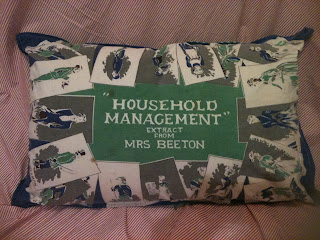 "HOUSEHOLD
MANAGEMENT"
EXTRACT
FROM
MRS BEETON